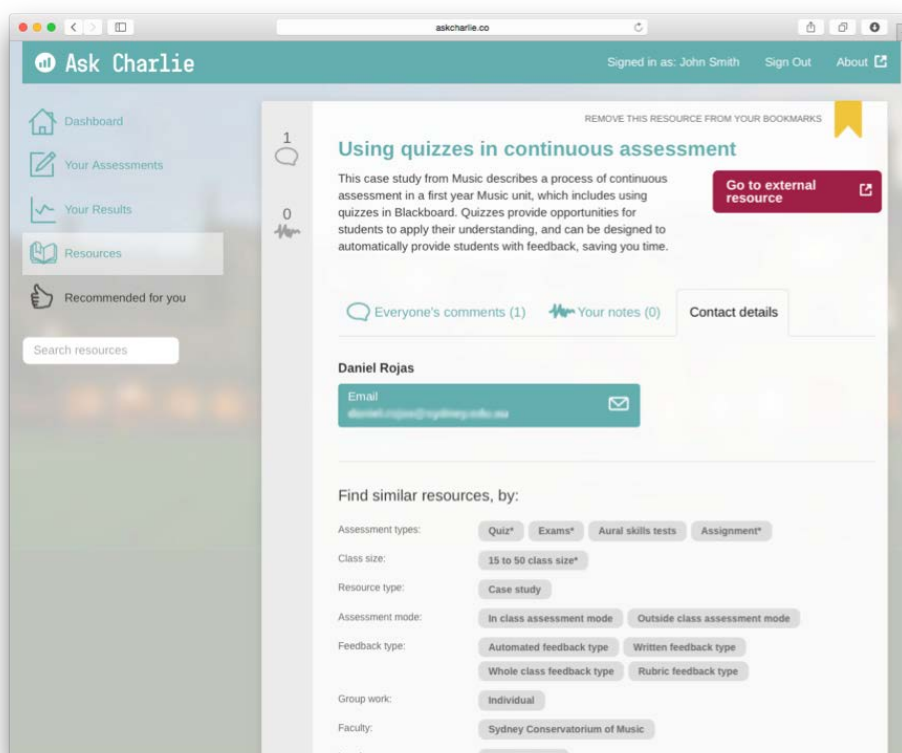 askcharlie.co
Ask Charlie
Signed in as: John Smith
Sign Out
About
Dashboard
Your Assessments
Your Results
Resources
Recommended for you
Search resources
1
0
REMOVE THIS RESOURCE FROM YOUR BOOKMARKS
Using quizzes in continuous assessment
This case study from Music describes a process of continuous
assessment in a first year Music unit, which includes using
quizzes in Blackboard. Quizzes provide opportunities for
students to apply their understanding, and can be designed to
automatically provide students with feedback, saving you time.
Go to external
resource
Everyone's comments (1)
Your notes (0)
Contact details
Daniel Rojas
Email
Find similar resources, by:
Assessment types: Quiz* Exams* Aural skills tests Assignment*
Class size: 15 to 50 class size*
Resource type: Case study
Assessment mode: In class assessment mode Outside class assessment mode
Feedback type: Automated feedback type Written feedback type
Whole class feedback type Rubric feedback type
Group work: Individual
Faculty: Sydney Conservatorium of Music